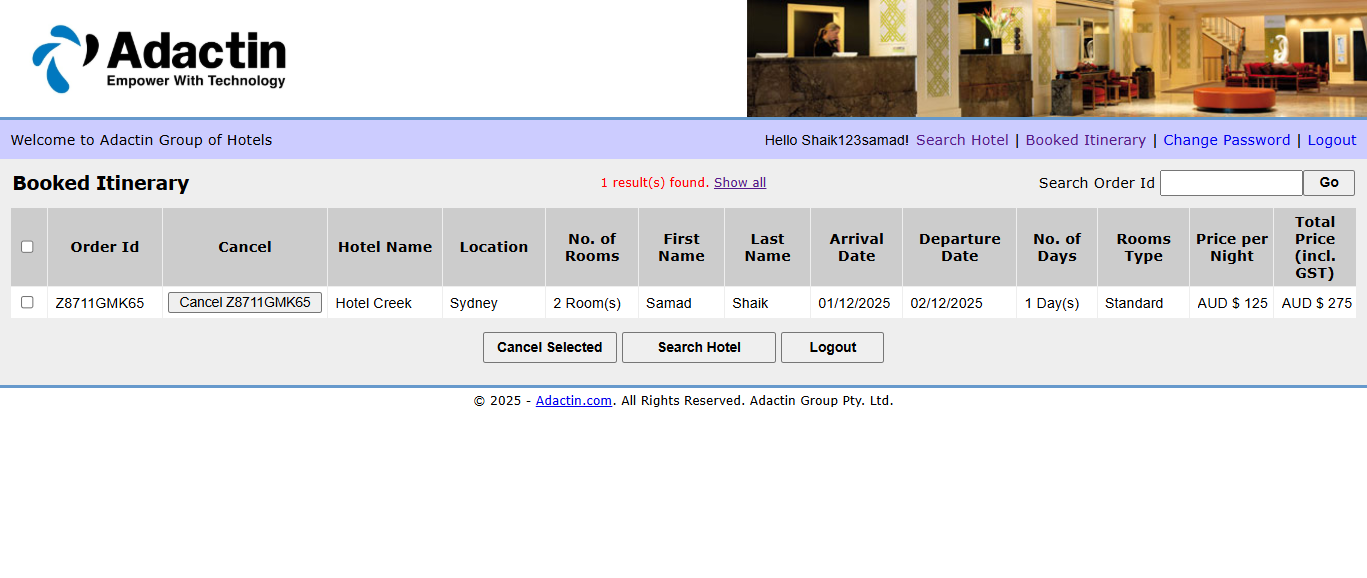 Adactin
Empower With Technology
Welcome to Adactin Group of Hotels
Hello Shaik123samad! Search Hotel | Booked Itinerary | Change Password | Logout
Booked Itinerary
1 result(s) found. Show all
Search Order Id Go
Order Id Cancel Hotel Name Location No. of Rooms First Name Last Name Arrival Date Departure Date No. of Days Rooms Type Price per Night Total Price (incl. GST)
Z8711GMK65 Cancel Z8711GMK65 Hotel Creek Sydney 2 Room(s) Samad Shaik 01/12/2025 02/12/2025 1 Day(s) Standard AUD $ 125 AUD $ 275
Cancel Selected Search Hotel Logout
© 2025 - Adactin.com. All Rights Reserved. Adactin Group Pty. Ltd.